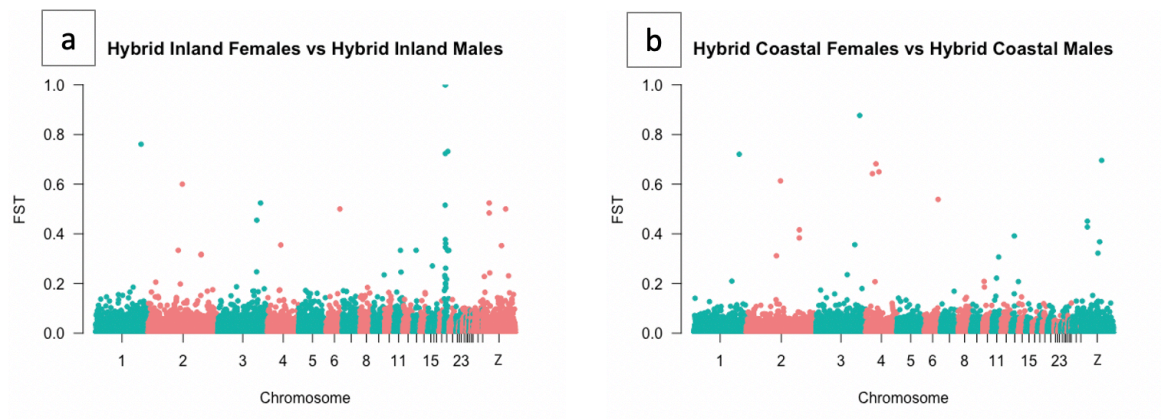 a
Hybrid Inland Females vs Hybrid Inland Males
1.0
0.8
0.6
0.4
0.2
0.0
FST
1 2 3 4 5 6 8 11 15 23 Z
Chromosome
b
Hybrid Coastal Females vs Hybrid Coastal Males
1.0
0.8
0.6
0.4
0.2
0.0
FST
1 2 3 4 5 6 8 11 15 23 Z
Chromosome